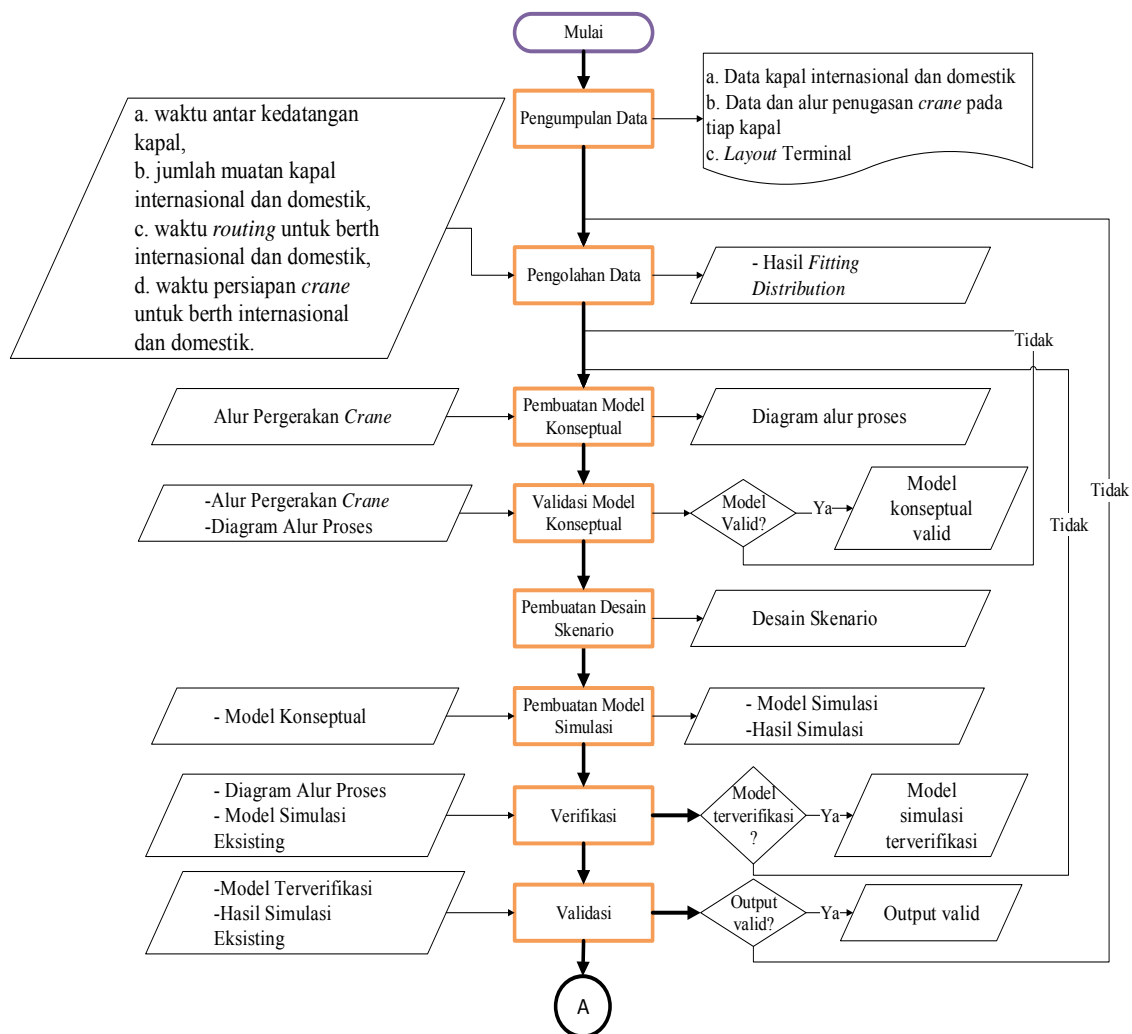 Mulai
a. Data kapal internasional dan domestik
b. Data dan alur penugasan crane pada
tiap kapal
c. Layout Terminal
Pengumpulan Data
a. waktu antar kedatangan
kapal,
b. jumlah muatan kapal
internasional dan domestik,
c. waktu routing untuk berth
internasional dan domestik,
d. waktu persiapan crane
untuk berth internasional
dan domestik.
Pengolahan Data
- Hasil Fitting
Distribution
Tidak
Alur Pergerakan Crane
Pembuatan Model
Konseptual
Diagram alur proses
-Alur Pergerakan Crane
-Diagram Alur Proses
Validasi Model
Konseptual
Model
Valid?
Ya
Model
konseptual
valid
Tidak
Tidak
Pembuatan Desain
Skenario
Desain Skenario
- Model Konseptual
Pembuatan Model
Simulasi
- Model Simulasi
-Hasil Simulasi
- Diagram Alur Proses
- Model Simulasi
Eksisting
Verifikasi
Model
terverifikasi
?
Ya
Model
simulasi
terverifikasi
-Model Terverifikasi
-Hasil Simulasi
Eksisting
Validasi
Output
valid?
Ya
Output valid
A